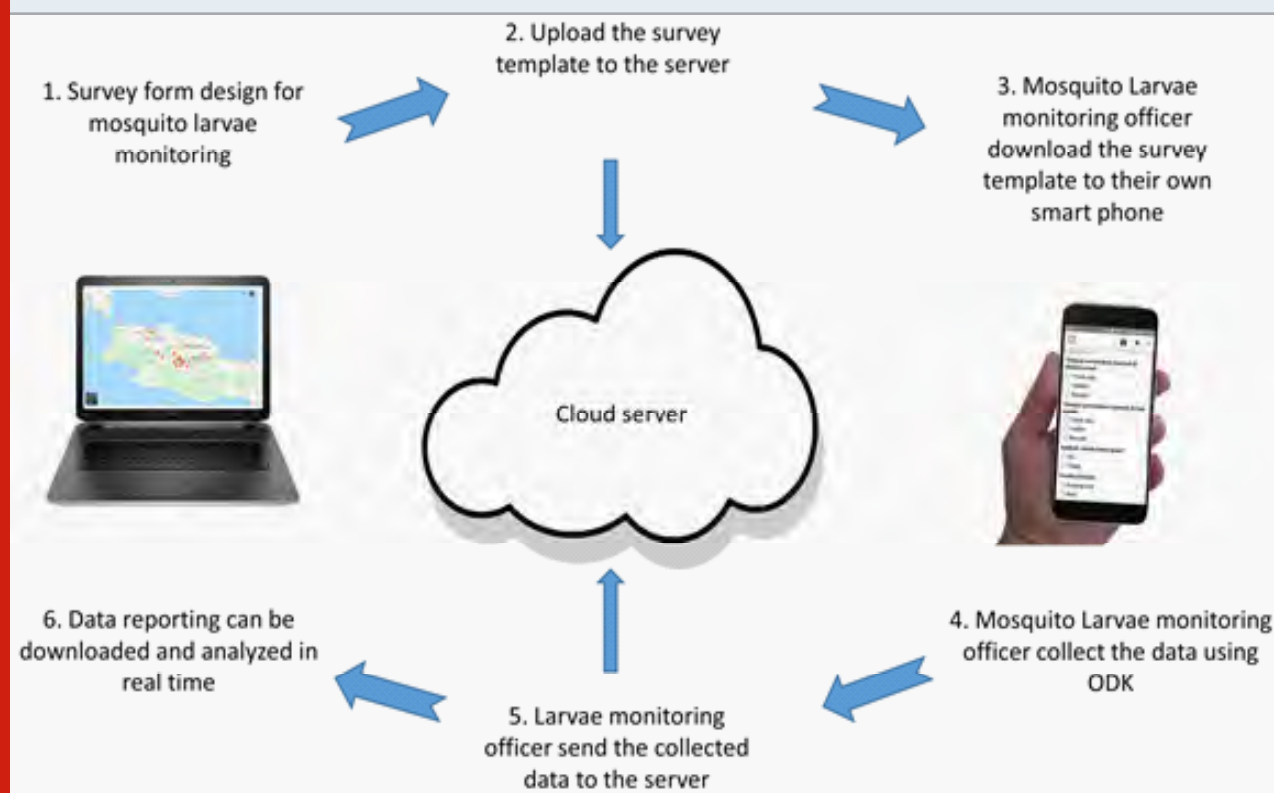 1. Survey form design for
mosquito larvae
monitoring
2. Upload the survey
template to the server
3. Mosquito Larvae
monitoring officer
download the survey
template to their own
smart phone
Cloud server
4. Mosquito Larvae monitoring
officer collect the data using
ODK
5. Larvae monitoring
officer send the collected
data to the server
6. Data reporting can be
downloaded and analyzed in
real time